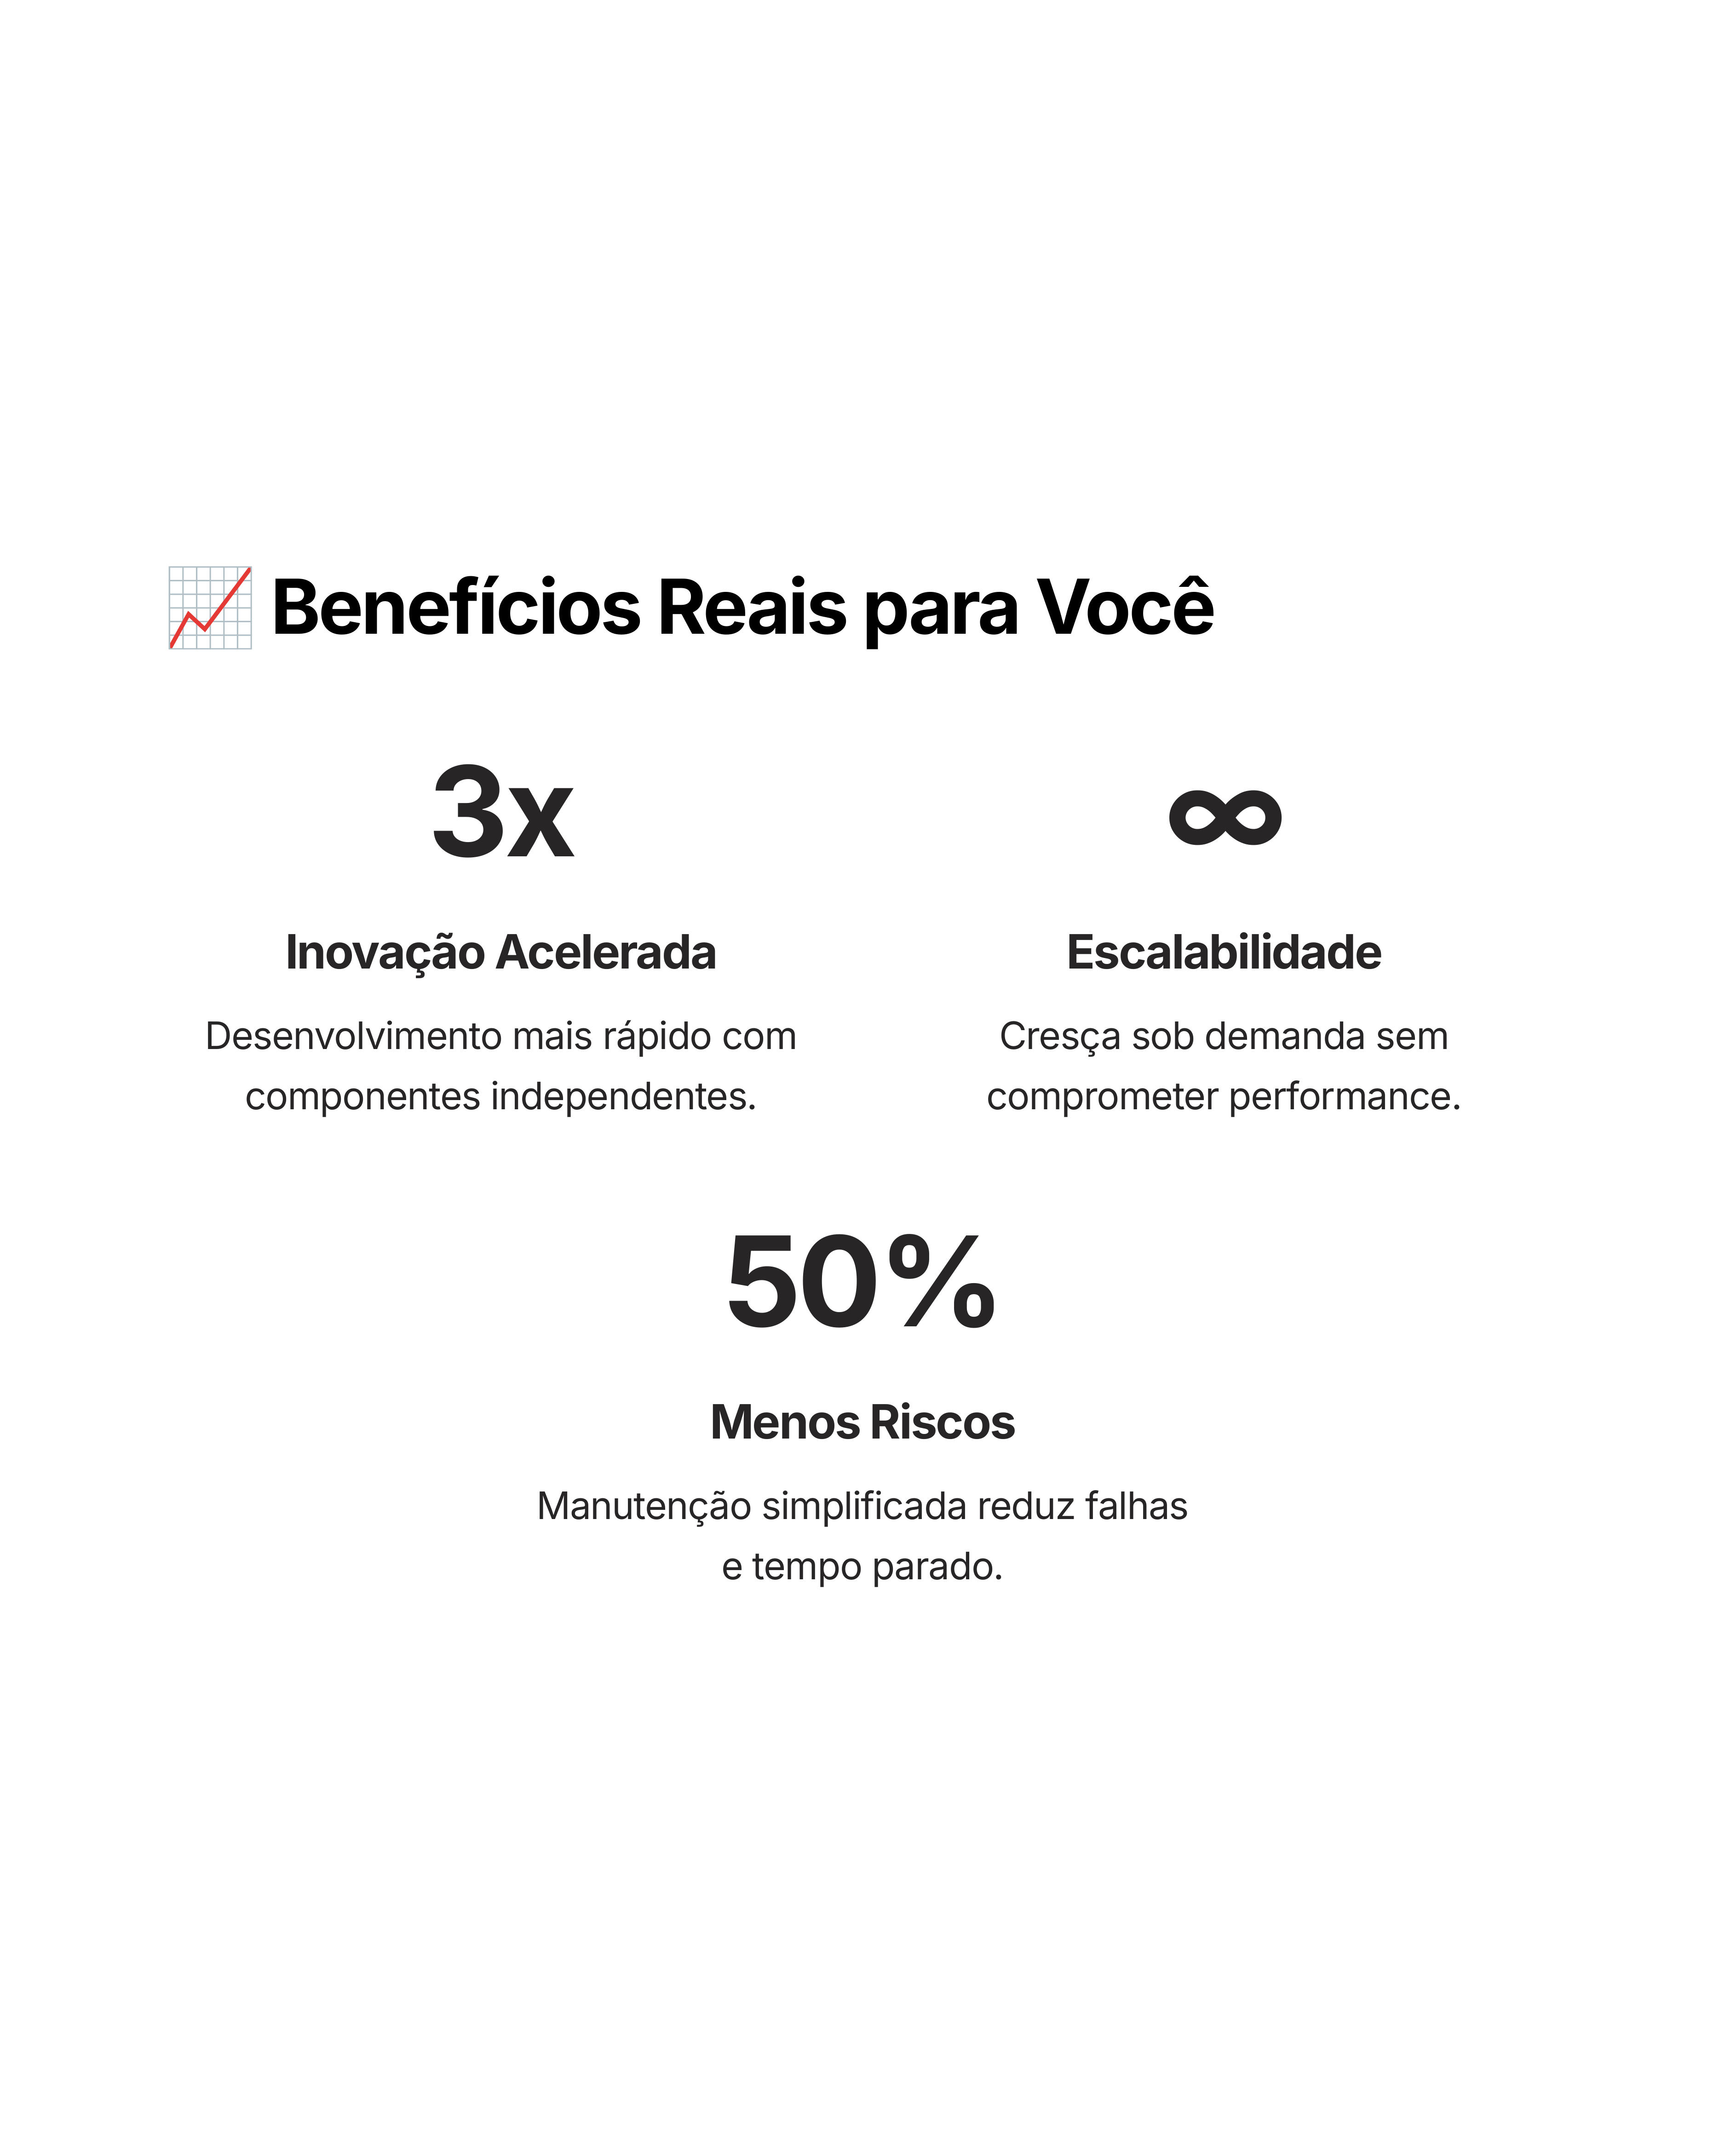 📈 Benefícios Reais para Você
3x
Inovação Acelerada
Desenvolvimento mais rápido com
componentes independentes.
∞
Escalabilidade
Cresça sob demanda sem
comprometer performance.
50%
Menos Riscos
Manutenção simplificada reduz falhas
e tempo parado.